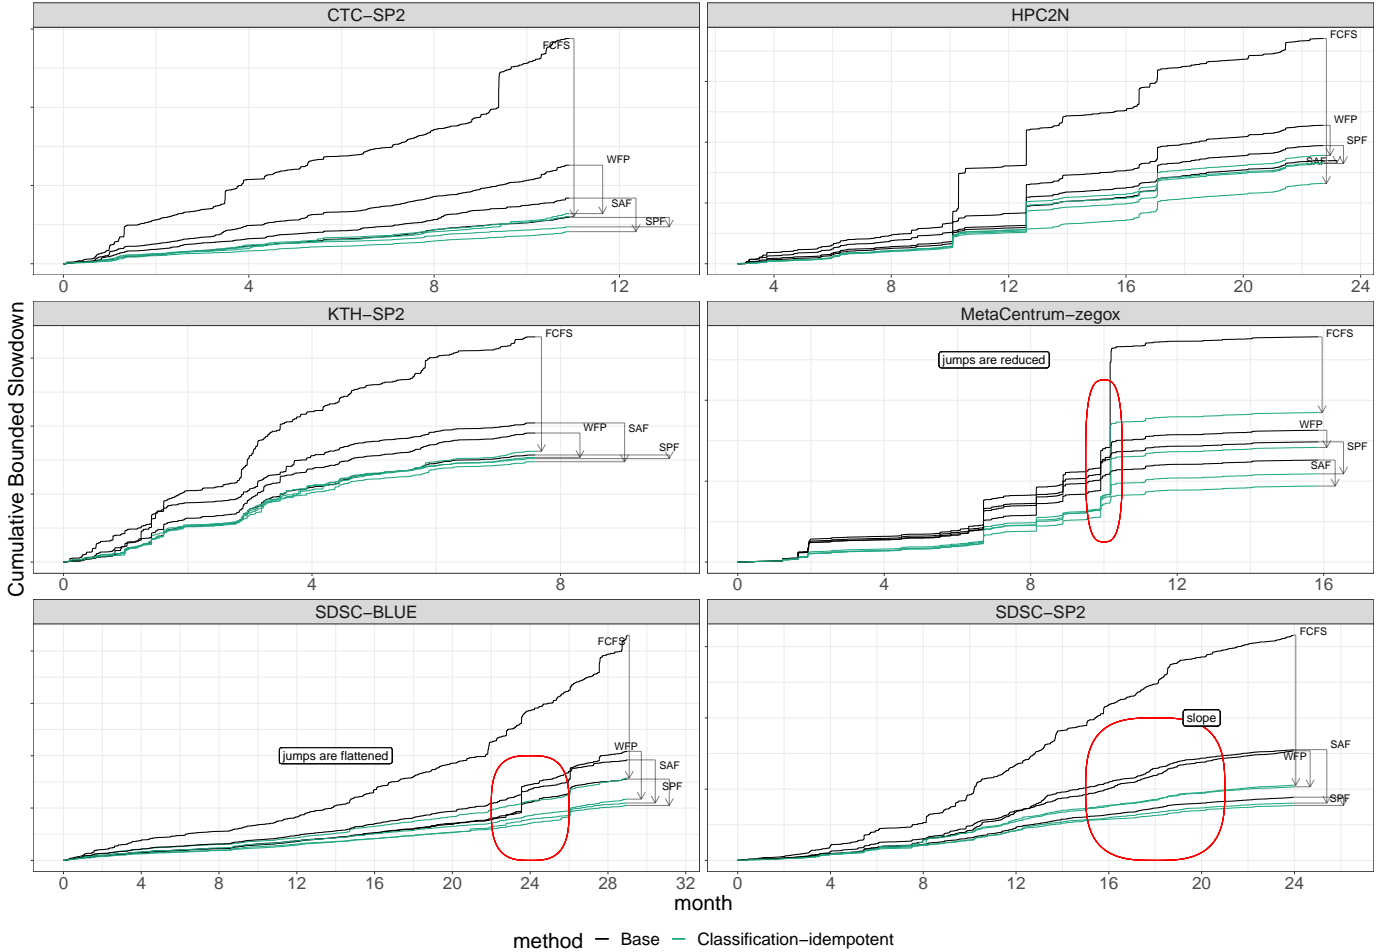 CTC−SP2
HPC2N
FCFS
WFP
SAF
SPF
0 4 8 12
FCFS
WFP
SPF
SAF
4 8 12 16 20 24
KTH−SP2
MetaCentrum−zegox
FCFS
WFP
SAF
SPF
0 4 8
jumps are reduced
FCFS
WFP
SPF
SAF
0 4 8 12 16
Cumulative Bounded Slowdown
SDSC−BLUE
SDSC−SP2
FCFS
jumps are flattened
WFP
SAF
SPF
0 4 8 12 16 20 24 28 32
FCFS
slope
SAF
WFP
SPF
0 4 8 12 16 20 24
month
method Base Classification−idempotent